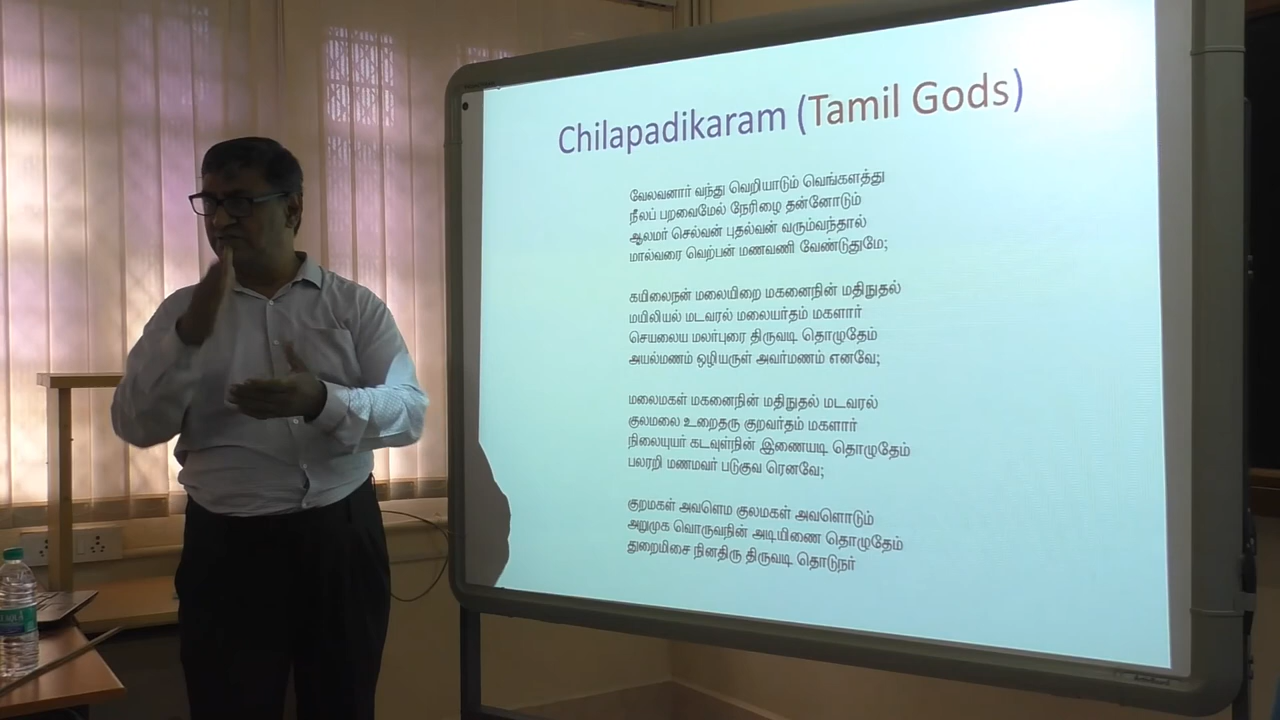 Chilapadikaram (Tamil Gods)
வேலவனார் வந்து வெறியாடும் வெங்களத்து
நீலப் பறவைமேல் நேரிழை தன்னோடும்
ஆலமர் செல்வன் புதல்வன் வரும்வந்தால்
மால்வரை வெற்பன் மணவணி வேண்டுதுமே;
கயிலைநன் மலையிறை மகனைநின் மதிநுதல்
மயிலியல் மடவரல் மலையர்தம் மகளார்
செயலைய மலர்புரை திருவடி தொழுதேம்
அயல்மணம் ஒழியருள் அவர்மணம் எனவே;
மலைமகள் மகனைநின் மதிநுதல் மடவரல்
குலமலை உறைதரு குறவர்தம் மகளார்
நிலையுயர் கடவுள்நின் இணையடி தொழுதேம்
பலரறி மணமவர் படுகுவ ரெனவே;
குறமகள் அவளெம குலமகள் அவளொடும்
அறுமுக வொருவநின் அடியிணை தொழுதேம்
துறைமிசை நினதிரு திருவடி தொடுநர்